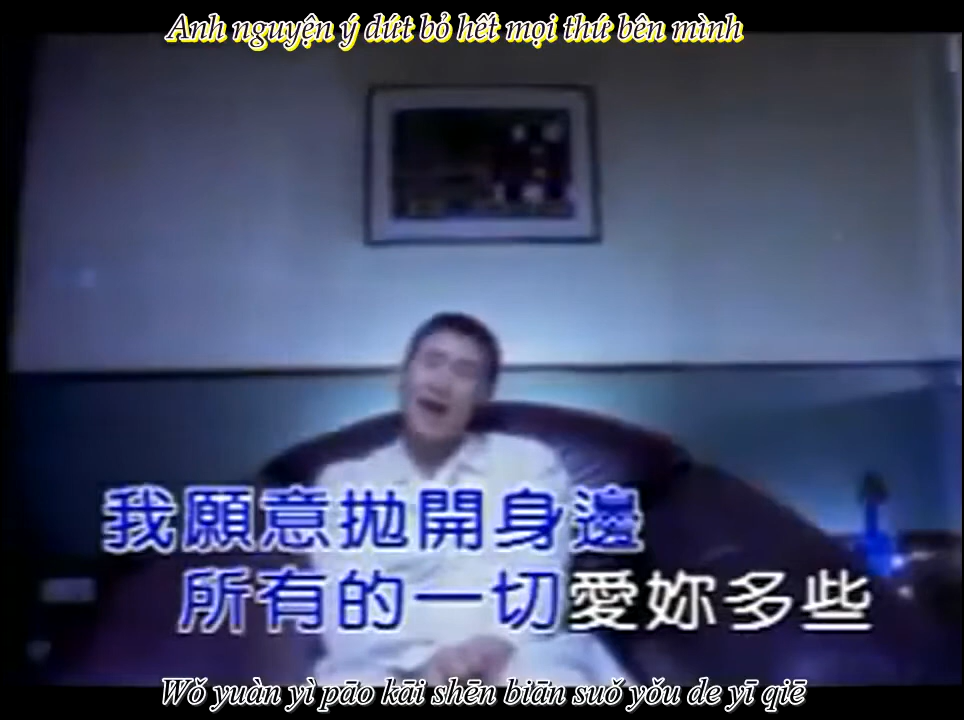 Anh nguyện ý dứt bỏ hết mọi thứ bên mình
我願意拋開身邊
所有的一切愛妳多些
Wǒ yuàn yì pāo kāi shēn biān suǒ yǒu de yī qiē